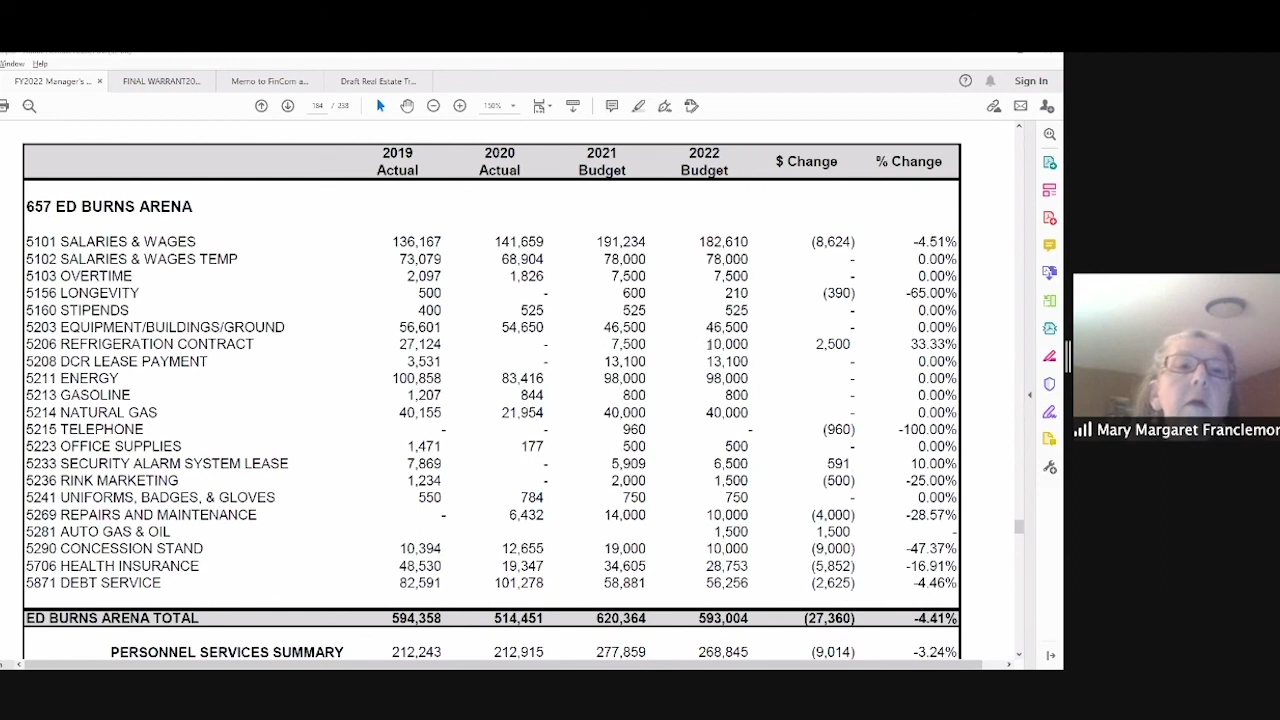 Window Help
FY2022 Manager's ... × FINAL WARRANT20... Memo to FinCom a... Draft Real Estate Tr... Sign In
184 / 233 150%
2019 Actual 2020 Actual 2021 Budget 2022 Budget $ Change % Change
657 ED BURNS ARENA
5101 SALARIES & WAGES 136,167 141,659 191,234 182,610 (8,624) -4.51%
5102 SALARIES & WAGES TEMP 73,079 68,904 78,000 78,000 - 0.00%
5103 OVERTIME 2,097 1,826 7,500 7,500 - 0.00%
5156 LONGEVITY 500 - 600 210 (390) -65.00%
5160 STIPENDS 400 525 525 525 - 0.00%
5203 EQUIPMENT/BUILDINGS/GROUND 56,601 54,650 46,500 46,500 - 0.00%
5206 REFRIGERATION CONTRACT 27,124 - 7,500 10,000 2,500 33.33%
5208 DCR LEASE PAYMENT 3,531 - 13,100 13,100 - 0.00%
5211 ENERGY 100,858 83,416 98,000 98,000 - 0.00%
5213 GASOLINE 1,207 844 800 800 - 0.00%
5214 NATURAL GAS 40,155 21,954 40,000 40,000 - 0.00%
5215 TELEPHONE - - 960 - (960) -100.00%
5223 OFFICE SUPPLIES 1,471 177 500 500 - 0.00%
5233 SECURITY ALARM SYSTEM LEASE 7,869 - 5,909 6,500 591 10.00%
5236 RINK MARKETING 1,234 - 2,000 1,500 (500) -25.00%
5241 UNIFORMS, BADGES, & GLOVES 550 784 750 750 - 0.00%
5269 REPAIRS AND MAINTENANCE - 6,432 14,000 10,000 (4,000) -28.57%
5281 AUTO GAS & OIL 1,500 1,500 -
5290 CONCESSION STAND 10,394 12,655 19,000 10,000 (9,000) -47.37%
5706 HEALTH INSURANCE 48,530 19,347 34,605 28,753 (5,852) -16.91%
5871 DEBT SERVICE 82,591 101,278 58,881 56,256 (2,625) -4.46%
ED BURNS ARENA TOTAL 594,358 514,451 620,364 593,004 (27,360) -4.41%
PERSONNEL SERVICES SUMMARY 212,243 212,915 277,859 268,845 (9,014) -3.24%
Mary Margaret Franclemon